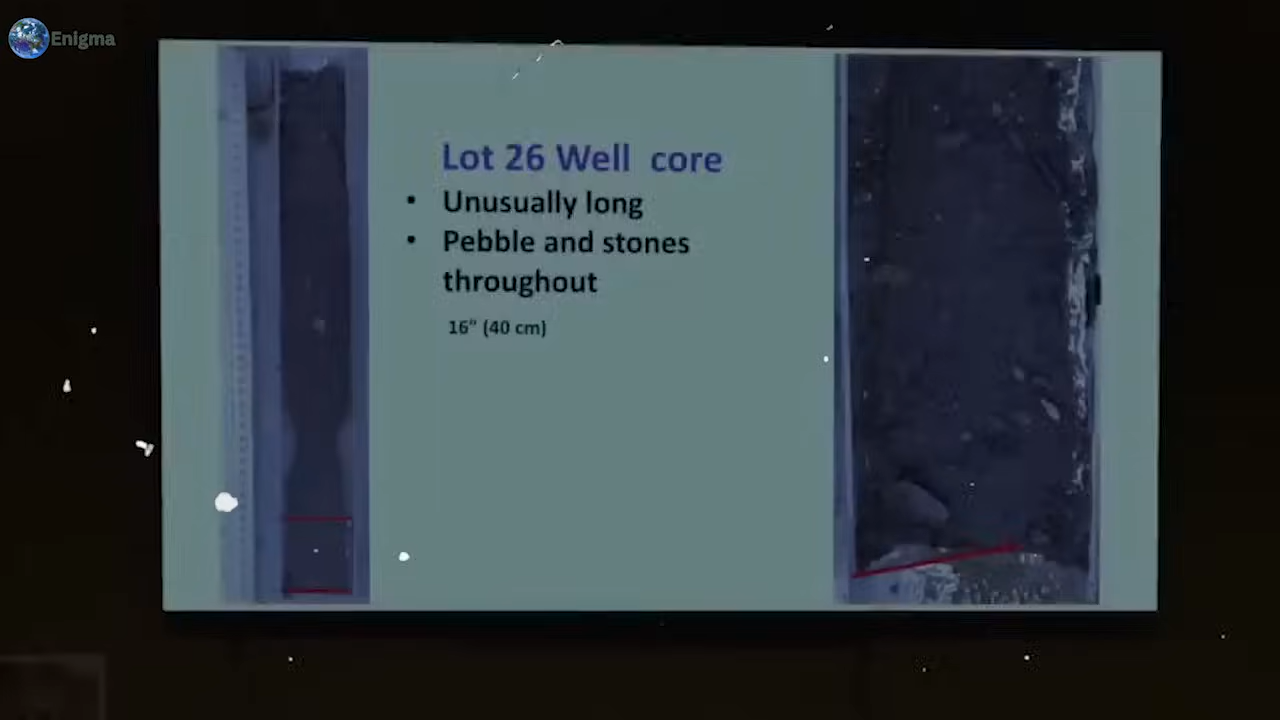 Enigma
Lot 26 Well core
• Unusually long
• Pebble and stones
throughout
16" (40 cm)